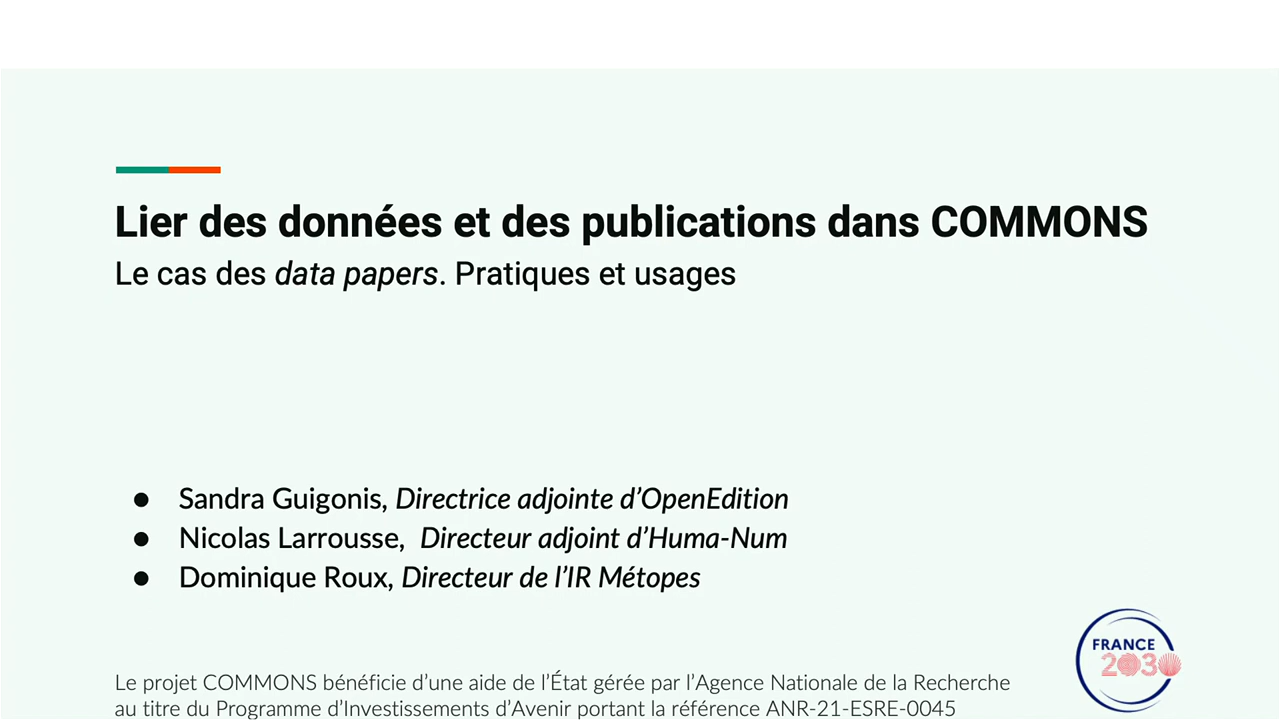 Lier des données et des publications dans COMMONS
Le cas des data papers. Pratiques et usages
● Sandra Guigonis, Directrice adjointe d’OpenEdition
● Nicolas Larrousse, Directeur adjoint d’Huma-Num
● Dominique Roux, Directeur de l’IR Métopes
FRANCE
2030
Le projet COMMONS bénéficie d’une aide de l’État gérée par l’Agence Nationale de la Recherche
au titre du Programme d’Investissements d’Avenir portant la référence ANR-21-ESRE-0045